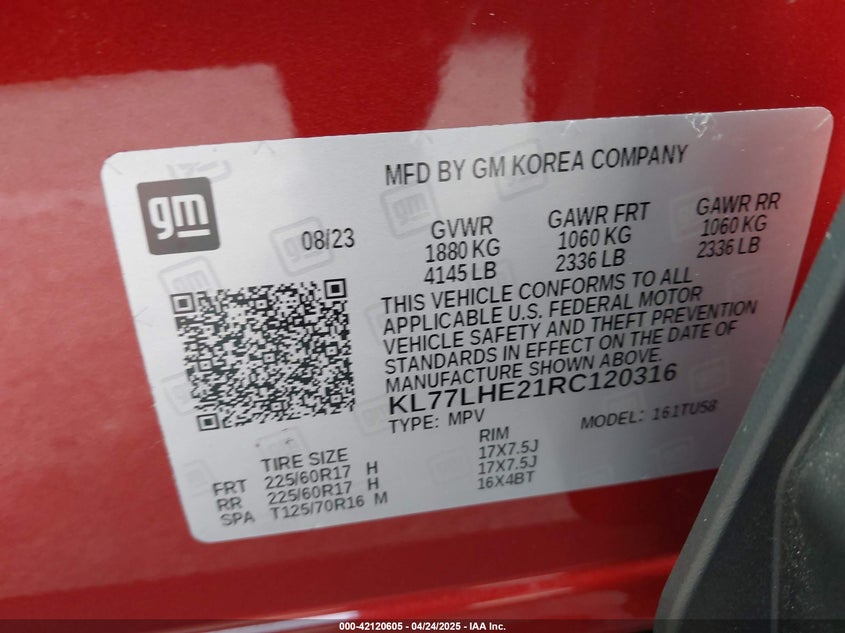 MFD BY GM KOREA COMPANY
gm
08/23
GVWR
1880 KG
4145 LB
GAWR FRT
1060 KG
2336 LB
GAWR RR
1060 KG
2336 LB
THIS VEHICLE CONFORMS TO ALL
APPLICABLE U.S. FEDERAL MOTOR
VEHICLE SAFETY AND THEFT PREVENTION
STANDARDS IN EFFECT ON THE DATE OF
MANUFACTURE SHOWN ABOVE.
KL77LHE21RC120316
TYPE: MPV MODEL: 161TU58
TIRE SIZE RIM
FRT 225/60R17 H 17X7.5J
RR 225/60R17 H 17X7.5J
SPA T125/70R16 M 16X4BT
000-42120605 - 04/24/2025 - IAA Inc.